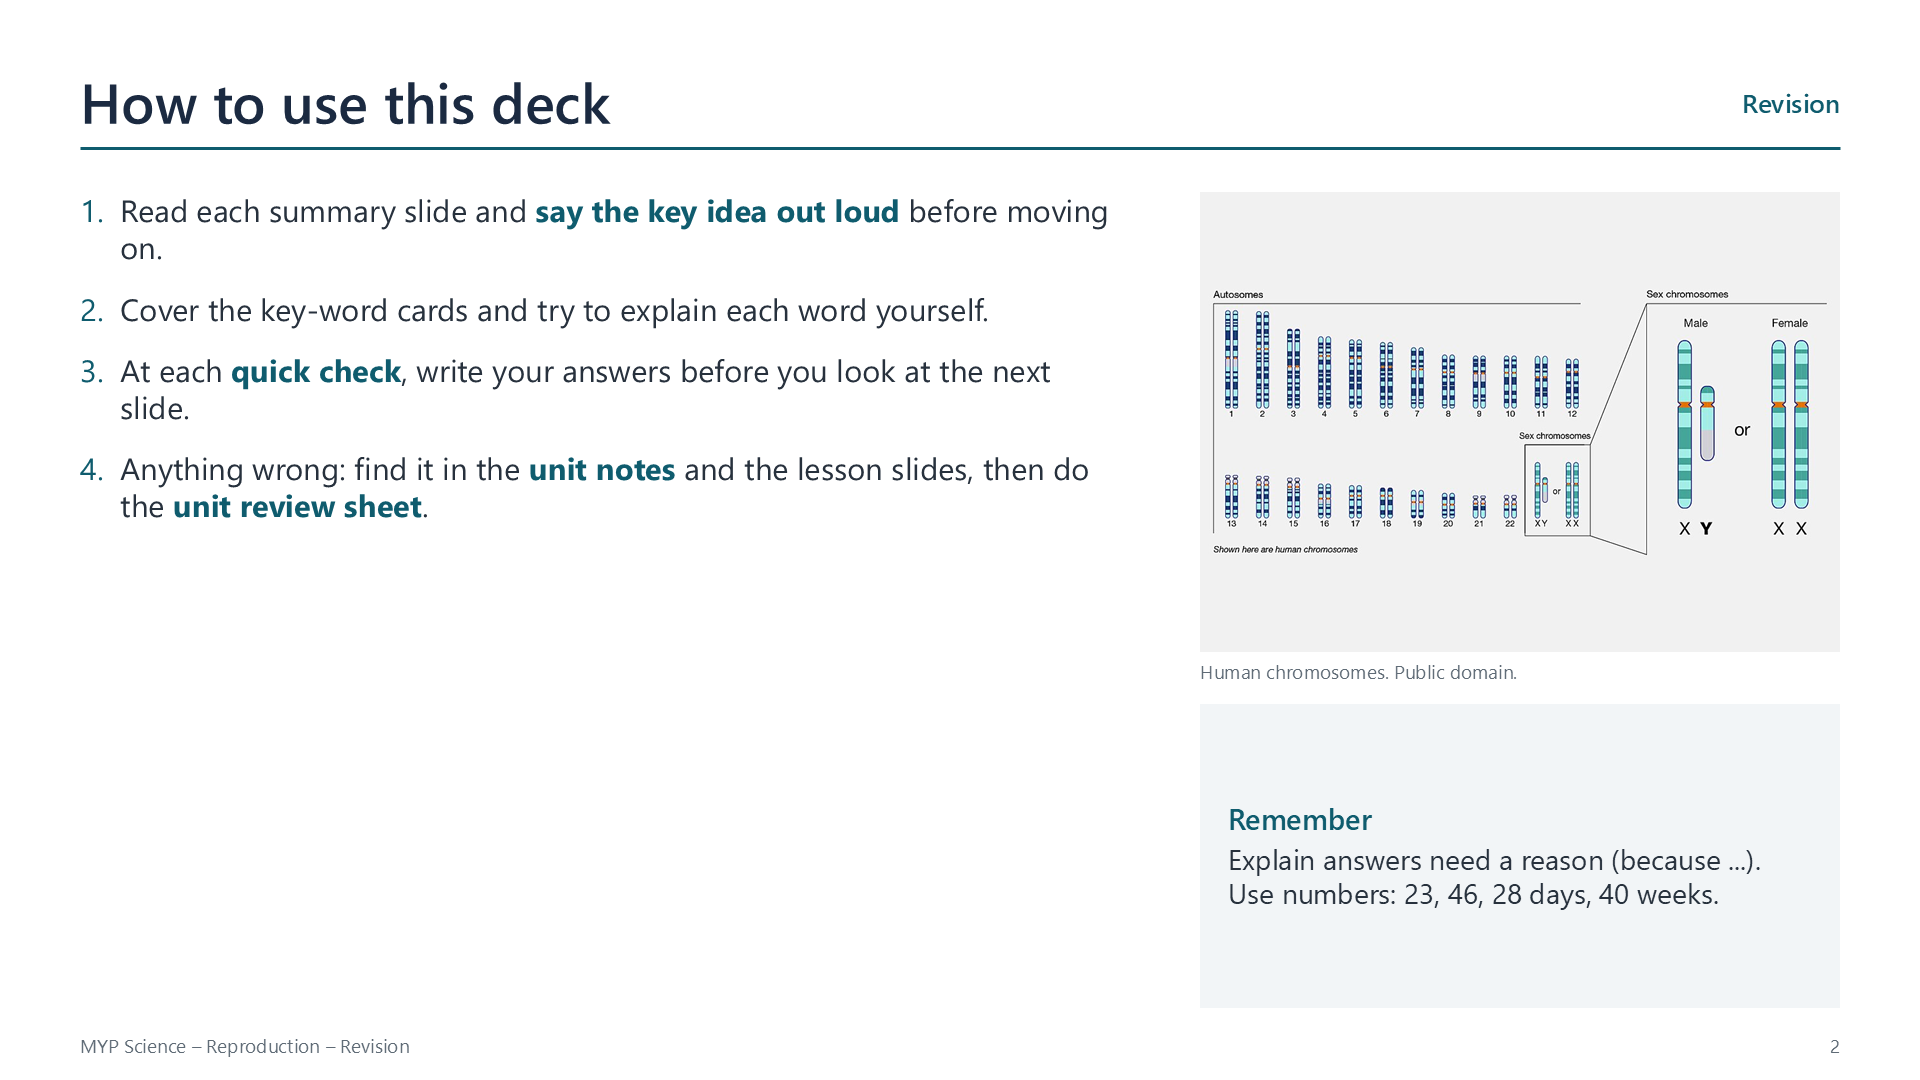 How to use this deck
Revision
1. Read each summary slide and say the key idea out loud before moving
on.
2. Cover the key-word cards and try to explain each word yourself.
3. At each quick check, write your answers before you look at the next
slide.
4. Anything wrong: find it in the unit notes and the lesson slides, then do
the unit review sheet.
Autosomes
1 2 3 4 5 6 7 8 9 10 11 12
Sex chromosomes
or
13 14 15 16 17 18 19 20 21 22 X Y X X
Shown here are human chromosomes
Sex chromosomes
Male Female
or
X Y X X
Human chromosomes. Public domain.
Remember
Explain answers need a reason (because ...).
Use numbers: 23, 46, 28 days, 40 weeks.
MYP Science – Reproduction – Revision
2